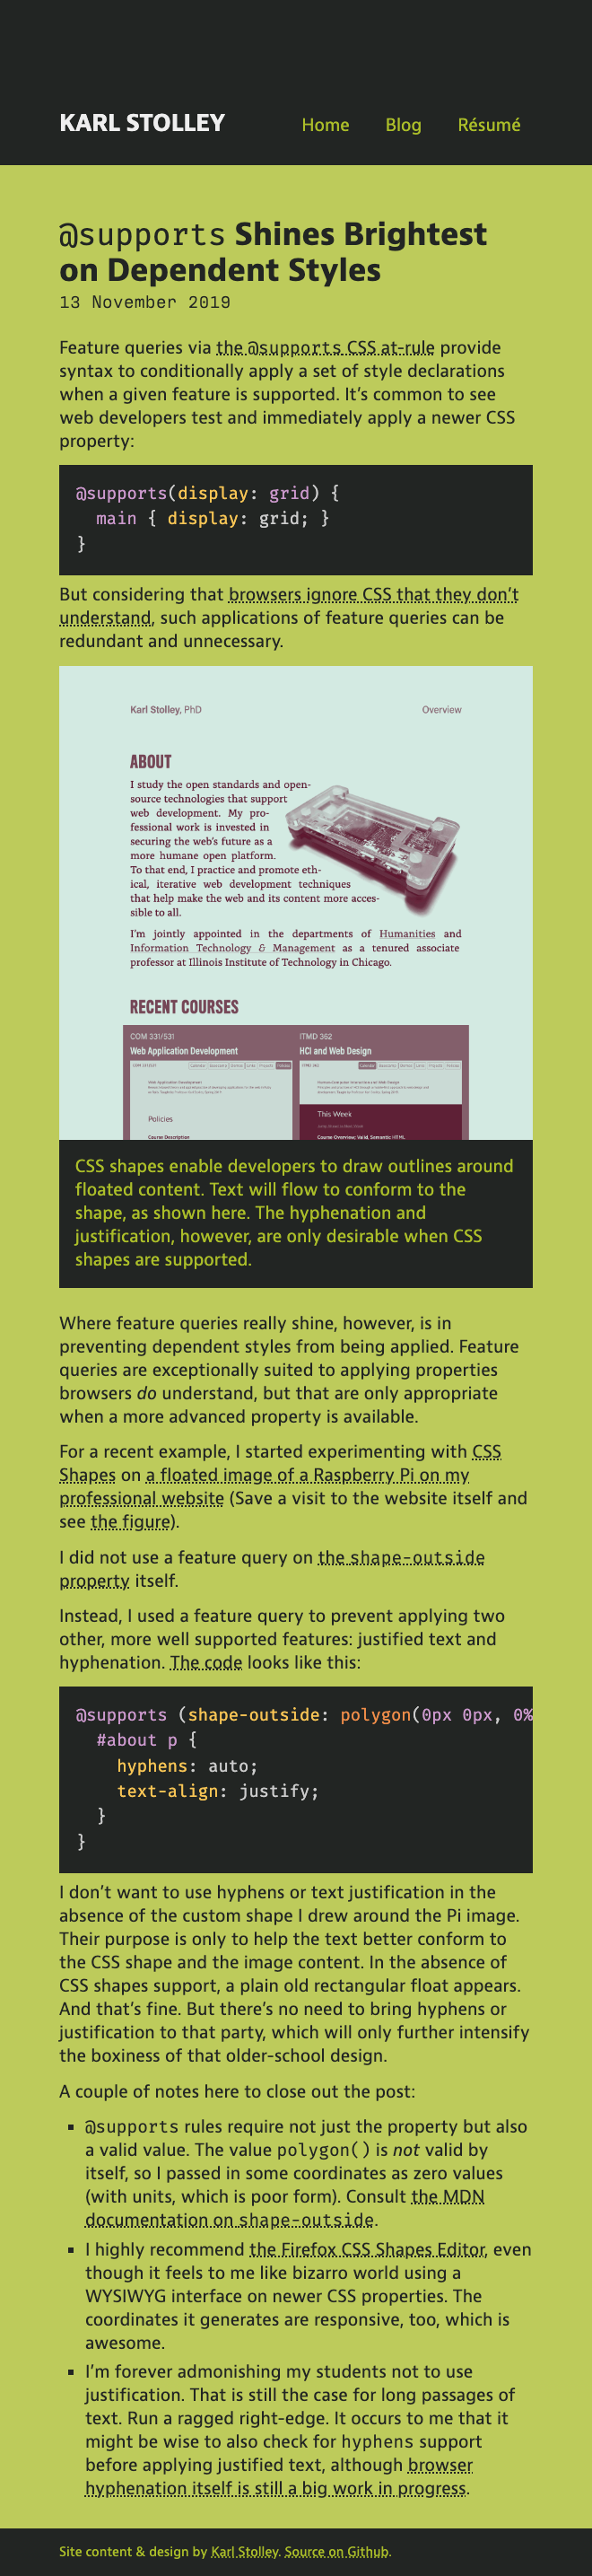 KARL STOLLEY
Home
Blog
Résumé
@supports Shines Brightest
on Dependent Styles
13 November 2019
Feature queries via the @supports CSS at-rule provide
syntax to conditionally apply a set of style declarations
when a given feature is supported. It’s common to see
web developers test and immediately apply a newer CSS
property:
@supports(display: grid) {
  main { display: grid; }
}
But considering that browsers ignore CSS that they don’t
understand, such applications of feature queries can be
redundant and unnecessary.
Karl Stolley, PhD
Overview
ABOUT
I study the open standards and open-
source technologies that support
web development. My pro-
fessional work is invested in
securing the web’s future as a
more humane open platform.
To that end, I practice and promote eth-
ical, iterative web development techniques
that help make the web and its content more acces-
sible to all.
I’m jointly appointed in the departments of Humanities and
Information Technology & Management as a tenured associate
professor at Illinois Institute of Technology in Chicago.
RECENT COURSES
COM 331/531
Web Application Development
ITMD 362
HCI and Web Design
Policies
This Week
Course Description
Course Overview; Valid, Semantic HTML
CSS shapes enable developers to draw outlines around
floated content. Text will flow to conform to the
shape, as shown here. The hyphenation and
justification, however, are only desirable when CSS
shapes are supported.
Where feature queries really shine, however, is in
preventing dependent styles from being applied. Feature
queries are exceptionally suited to applying properties
browsers do understand, but that are only appropriate
when a more advanced property is available.
For a recent example, I started experimenting with CSS
Shapes on a floated image of a Raspberry Pi on my
professional website (Save a visit to the website itself and
see the figure).
I did not use a feature query on the shape-outside
property itself.
Instead, I used a feature query to prevent applying two
other, more well supported features: justified text and
hyphenation. The code looks like this:
@supports (shape-outside: polygon(0px 0px, 0%
  #about p {
    hyphens: auto;
    text-align: justify;
  }
}
I don’t want to use hyphens or text justification in the
absence of the custom shape I drew around the Pi image.
Their purpose is only to help the text better conform to
the CSS shape and the image content. In the absence of
CSS shapes support, a plain old rectangular float appears.
And that’s fine. But there’s no need to bring hyphens or
justification to that party, which will only further intensify
the boxiness of that older-school design.
A couple of notes here to close out the post:
▪ @supports rules require not just the property but also
a valid value. The value polygon() is not valid by
itself, so I passed in some coordinates as zero values
(with units, which is poor form). Consult the MDN
documentation on shape-outside.
▪ I highly recommend the Firefox CSS Shapes Editor, even
though it feels to me like bizarro world using a
WYSIWYG interface on newer CSS properties. The
coordinates it generates are responsive, too, which is
awesome.
▪ I’m forever admonishing my students not to use
justification. That is still the case for long passages of
text. Run a ragged right-edge. It occurs to me that it
might be wise to also check for hyphens support
before applying justified text, although browser
hyphenation itself is still a big work in progress.
Site content & design by Karl Stolley. Source on Github.